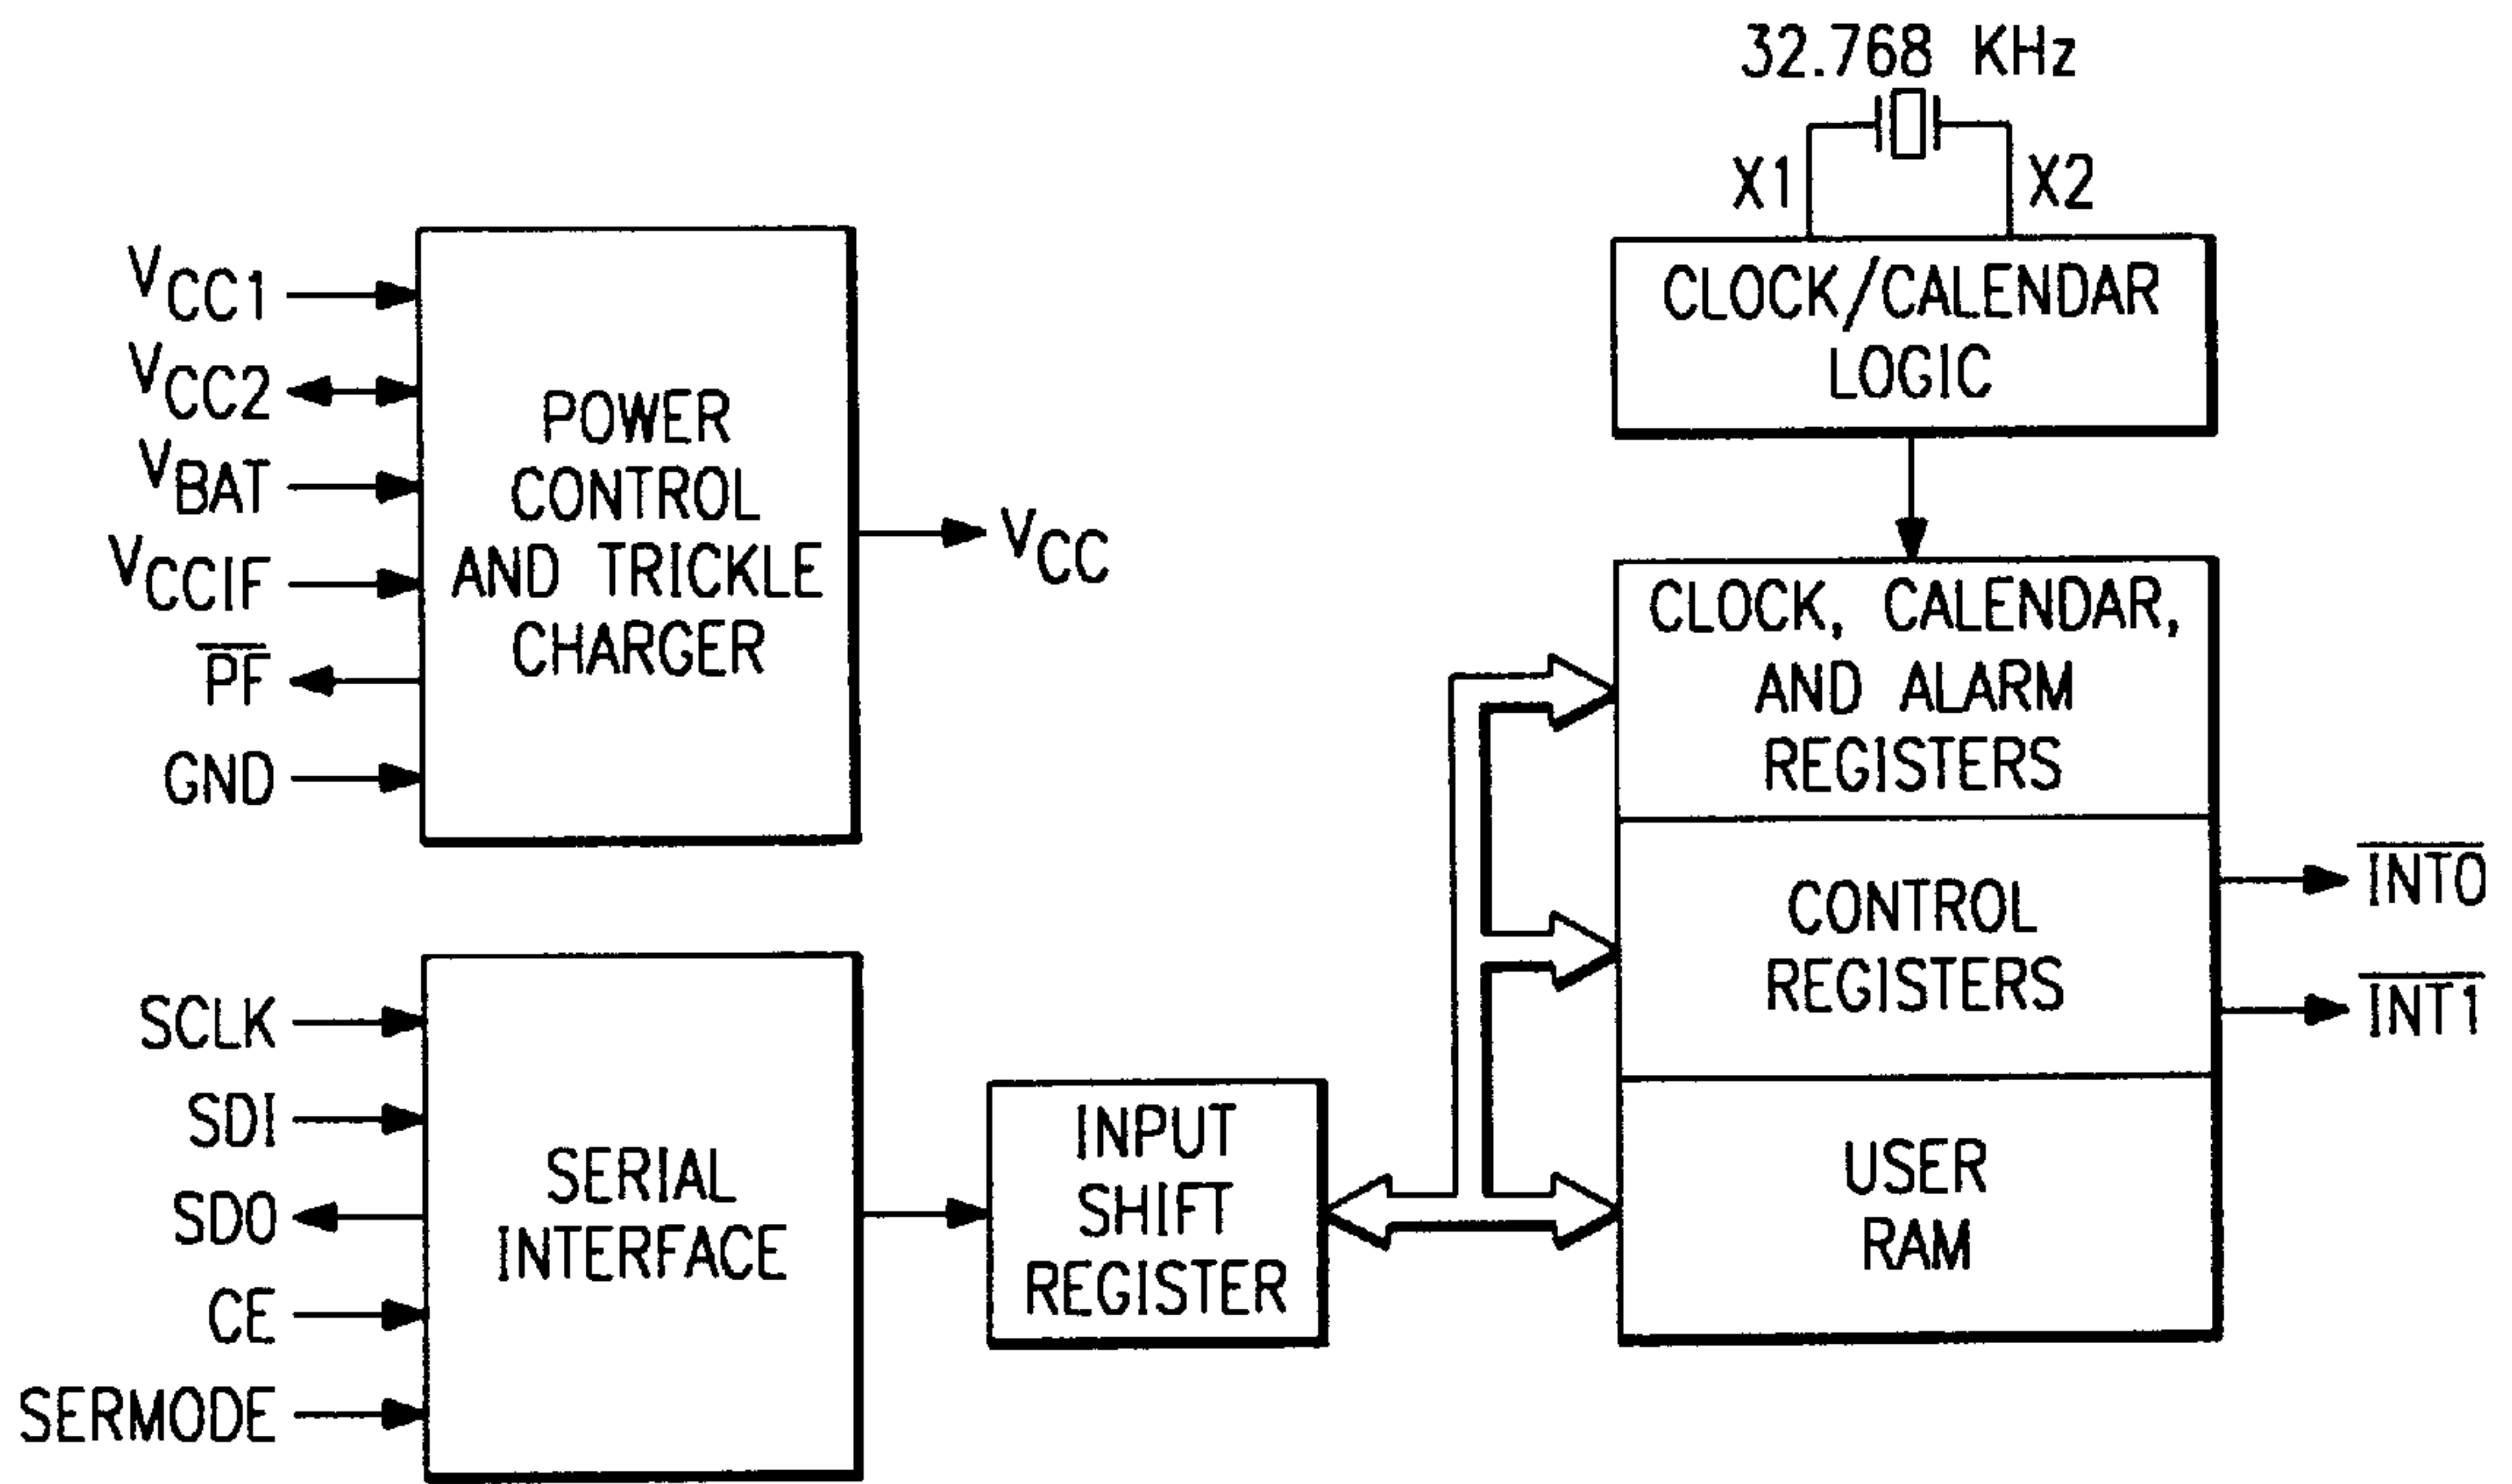 32.768 KHz
X1
X2
CLOCK/CALENDAR
LOGIC
VCC1
VCC2
VBAT
VCCIF
PF
GND
POWER
CONTROL
AND TRICKLE
CHARGER
VCC
CLOCK, CALENDAR,
AND ALARM
REGISTERS
CONTROL
REGISTERS
USER
RAM
INT0
INT1
SCLK
SDI
SDO
CE
SERMODE
SERIAL
INTERFACE
INPUT
SHIFT
REGISTER